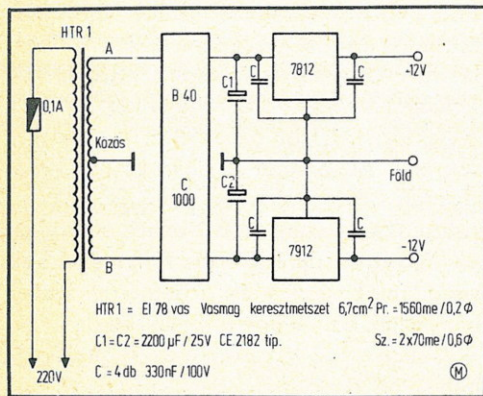 HTR 1
A
0,1A
Közös
B
220V
B 40
C
1000
C1
C
7812
C
-12V
Föld
C2
C
7912
C
-12V
HTR 1 = EI 78 vas Vasmag keresztmetszet 6,7cm² Pr. = 1560me / 0,2 Ø
C1 = C2 = 2200 µF / 25V CE 2182 tip. Sz. = 2x70me / 0,6 Ø
C = 4 db 330nF / 100V
M